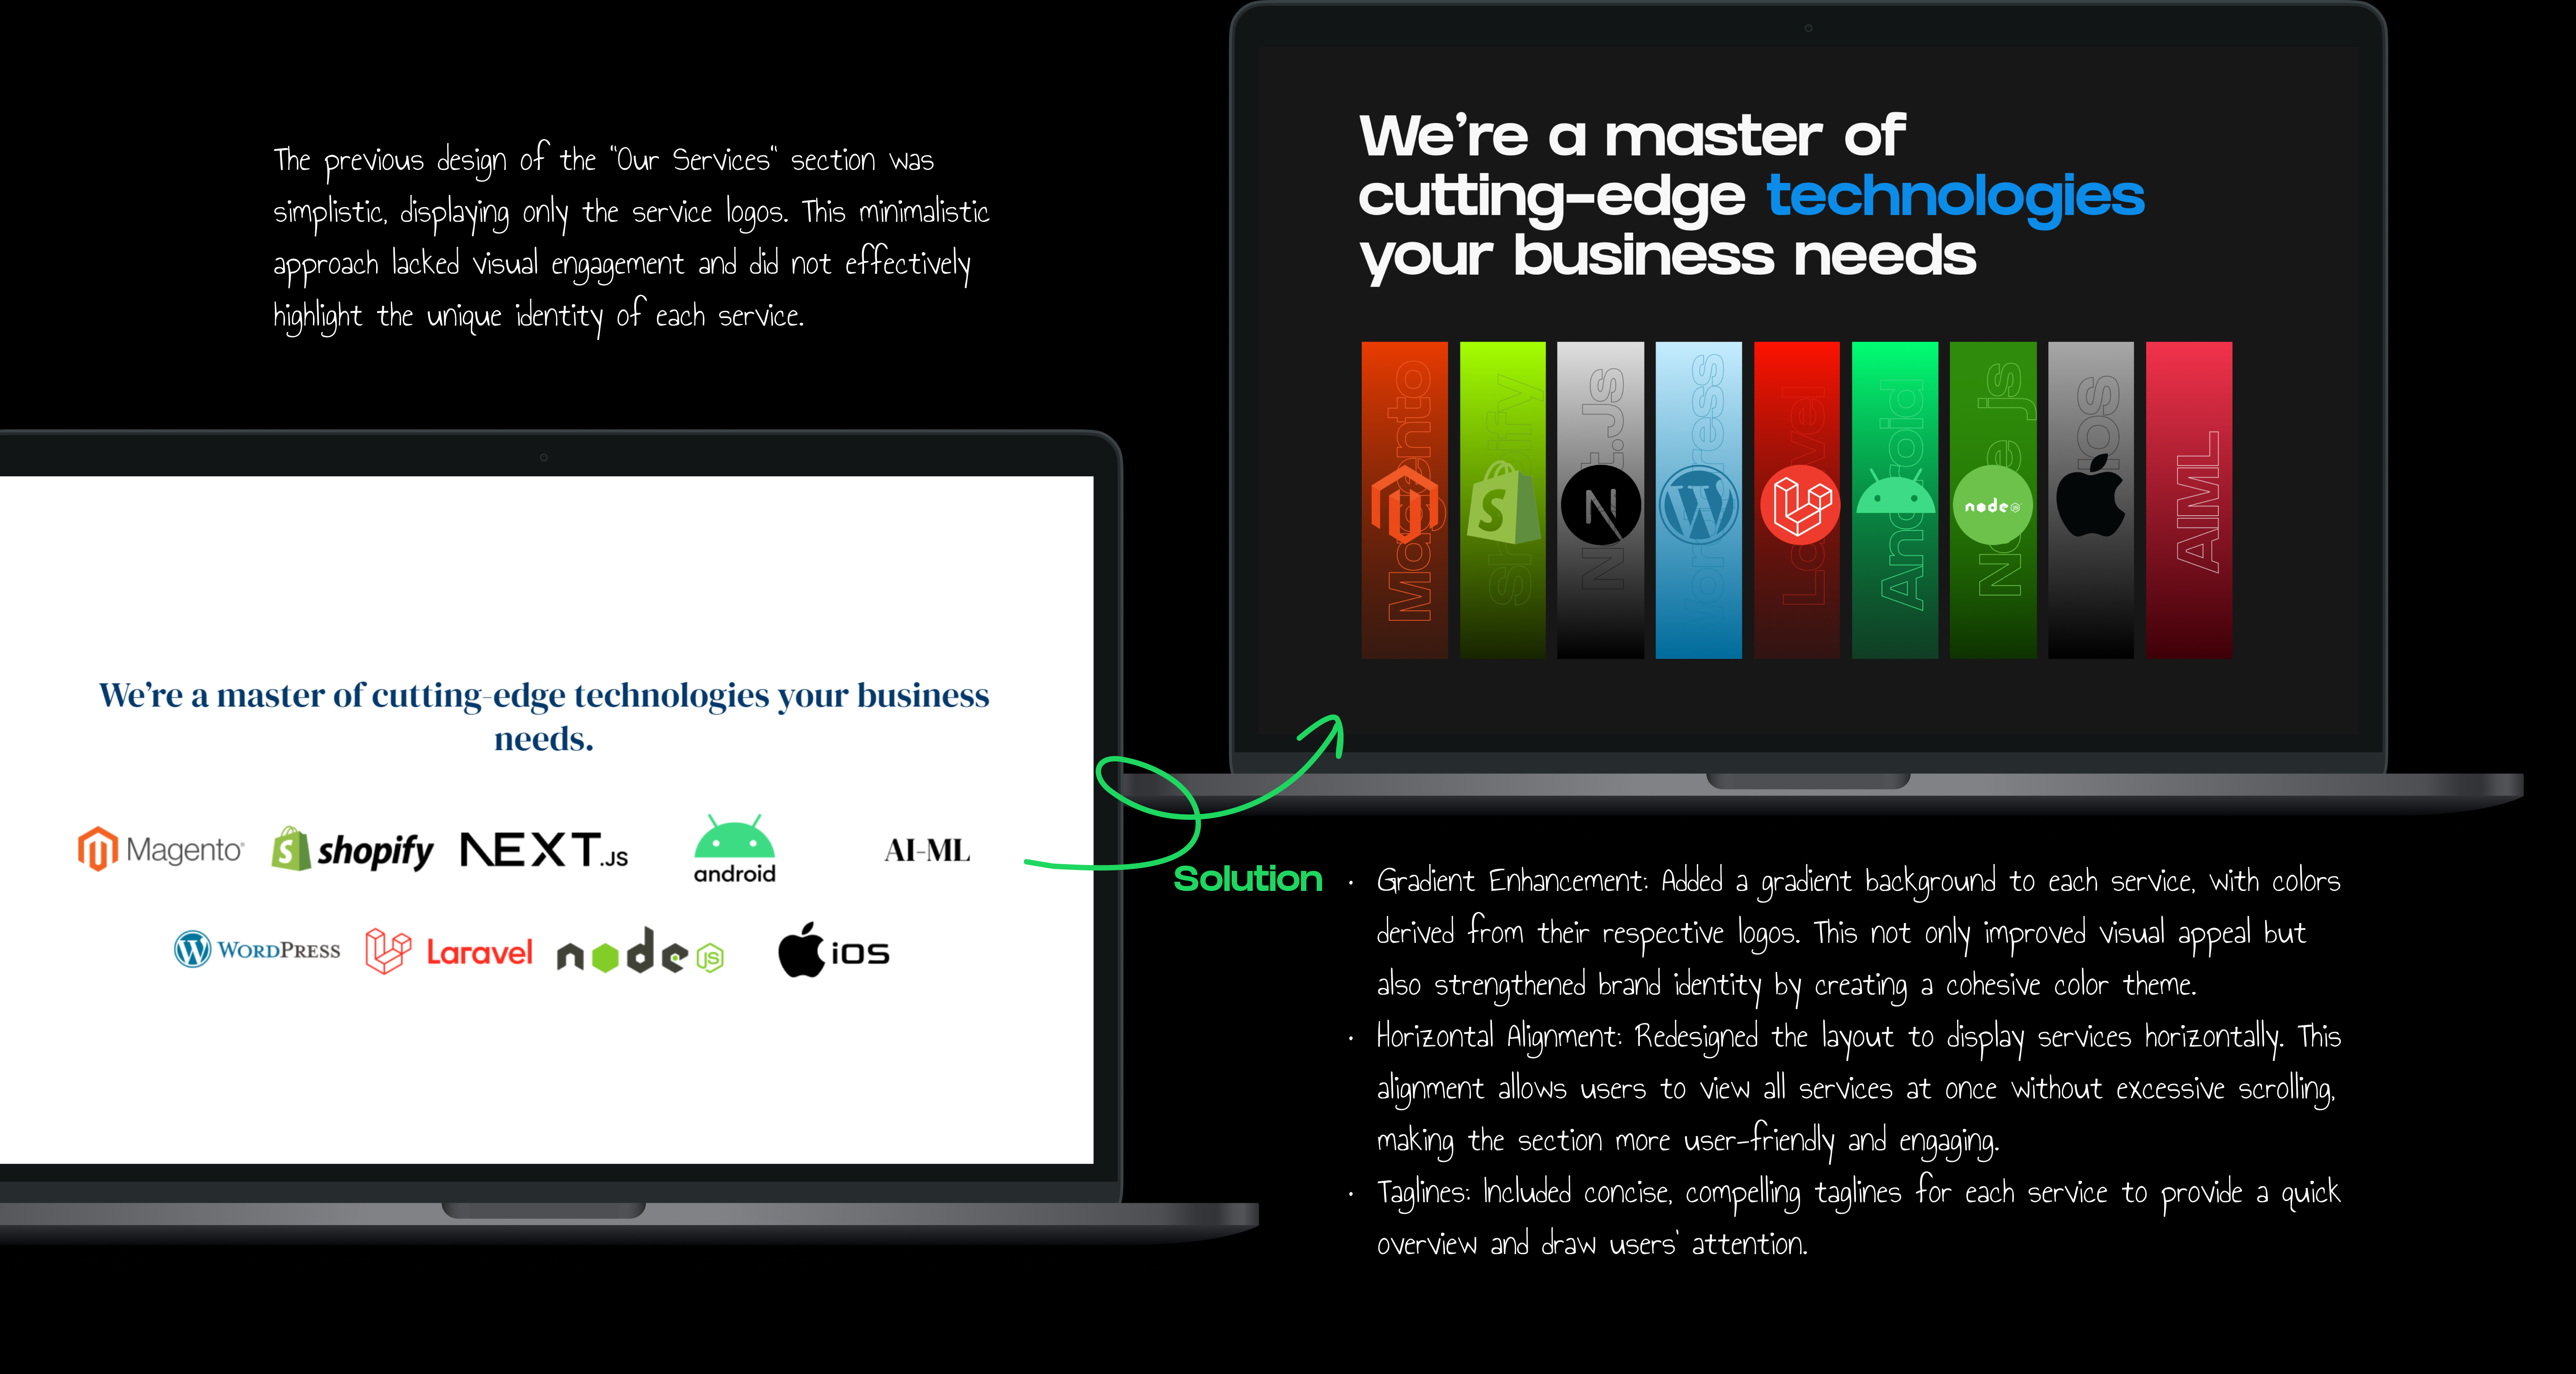 The previous design of the "Our Services" section was
simplistic, displaying only the service logos. This minimalistic
approach lacked visual engagement and did not effectively
highlight the unique identity of each service.
We're a master of
cutting-edge technologies
your business needs
Magento
Shopify
Next.Js
Wordpress
Laravel
Android
Node js
iOS
AIML
node JS
We're a master of cutting-edge technologies your business
needs.
Magento
shopify
NEXT.JS
android
AI-ML
WORDPRESS
Laravel
node JS
iOS
Solution
· Gradient Enhancement: Added a gradient background to each service, with colors
derived from their respective logos. This not only improved visual appeal but
also strengthened brand identity by creating a cohesive color theme.
· Horizontal Alignment: Redesigned the layout to display services horizontally. This
alignment allows users to view all services at once without excessive scrolling,
making the section more user-friendly and engaging.
· Taglines: Included concise, compelling taglines for each service to provide a quick
overview and draw users' attention.